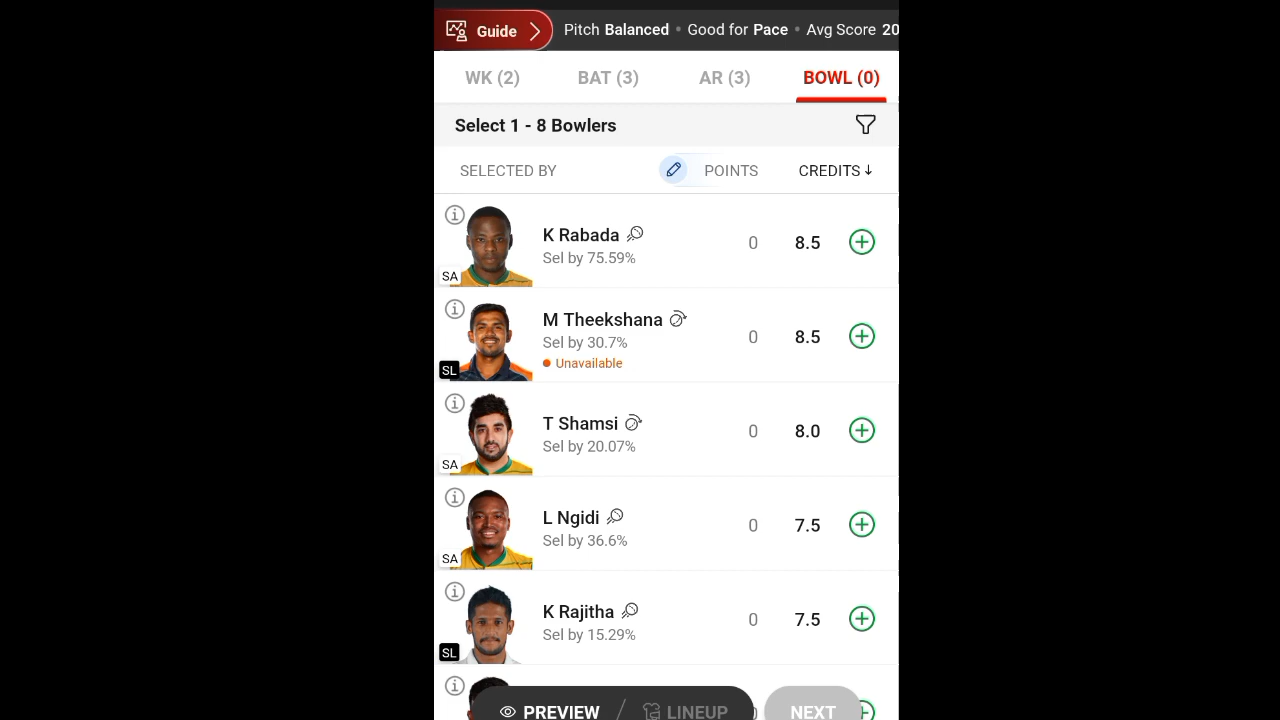 Guide Pitch Balanced • Good for Pace • Avg Score 20
WK (2) BAT (3) AR (3) BOWL (0)
Select 1 - 8 Bowlers
SELECTED BY POINTS CREDITS↓
K Rabada
Sel by 75.59%
0 8.5
SA
M Theekshana
Sel by 30.7%
Unavailable
0 8.5
SL
T Shamsi
Sel by 20.07%
0 8.0
SA
L Ngidi
Sel by 36.6%
0 7.5
SA
K Rajitha
Sel by 15.29%
0 7.5
SL
PREVIEW / LINEUP NEXT